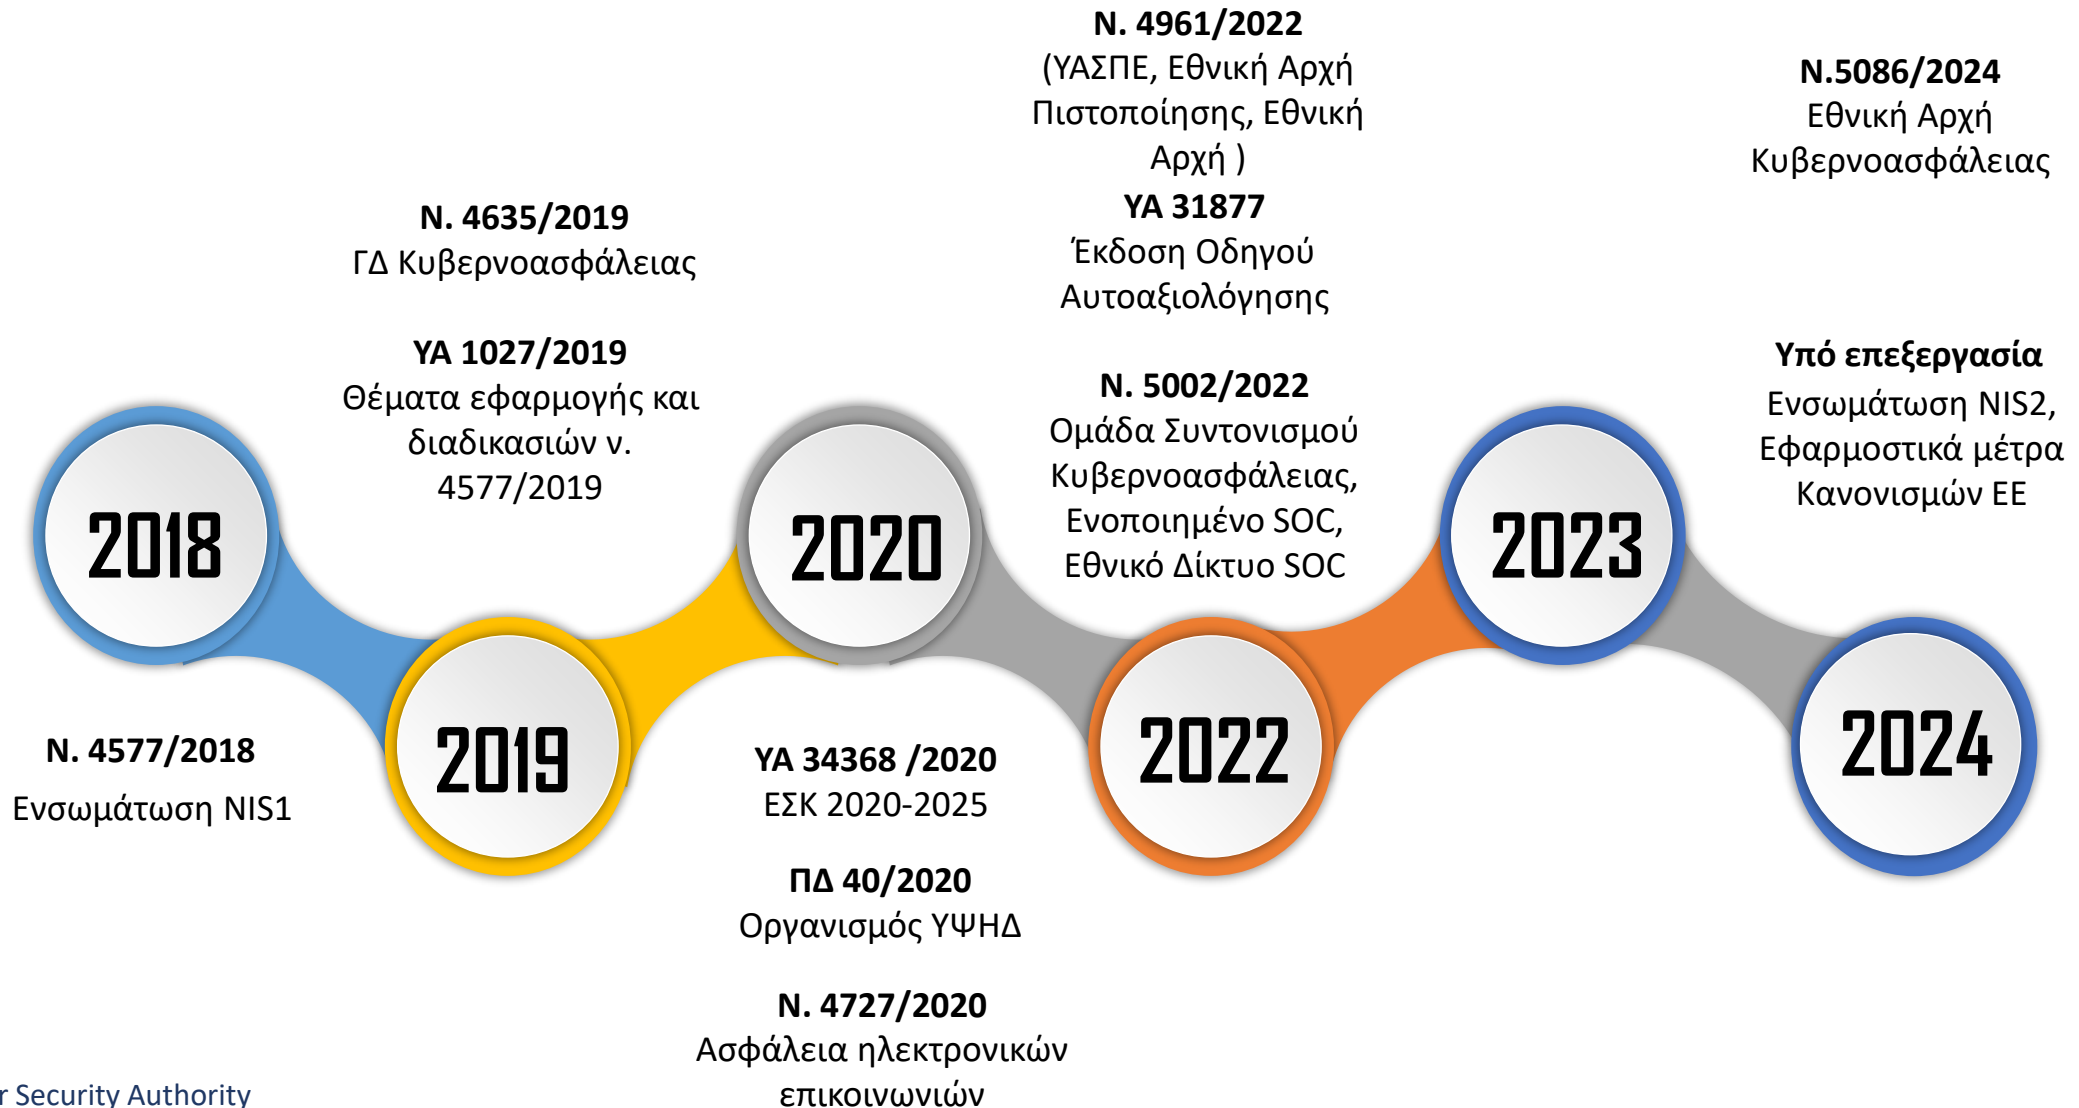 2018
Ν. 4577/2018
Ενσωμάτωση NIS1
Ν. 4635/2019
ΓΔ Κυβερνοασφάλειας
ΥΑ 1027/2019
Θέματα εφαρμογής και
διαδικασιών ν.
4577/2019
2019
2020
ΥΑ 34368 /2020
ΕΣΚ 2020-2025
ΠΔ 40/2020
Οργανισμός ΥΨΗΔ
Ν. 4727/2020
Ασφάλεια ηλεκτρονικών
επικοινωνιών
Ν. 4961/2022
(ΥΑΣΠΕ, Εθνική Αρχή
Πιστοποίησης, Εθνική
Αρχή )
ΥΑ 31877
Έκδοση Οδηγού
Αυτοαξιολόγησης
Ν. 5002/2022
Ομάδα Συντονισμού
Κυβερνοασφάλειας,
Ενοποιημένο SOC,
Εθνικό Δίκτυο SOC
2022
2023
Ν.5086/2024
Εθνική Αρχή
Κυβερνοασφάλειας
Υπό επεξεργασία
Ενσωμάτωση NIS2,
Εφαρμοστικά μέτρα
Κανονισμών ΕΕ
2024
r Security Authority